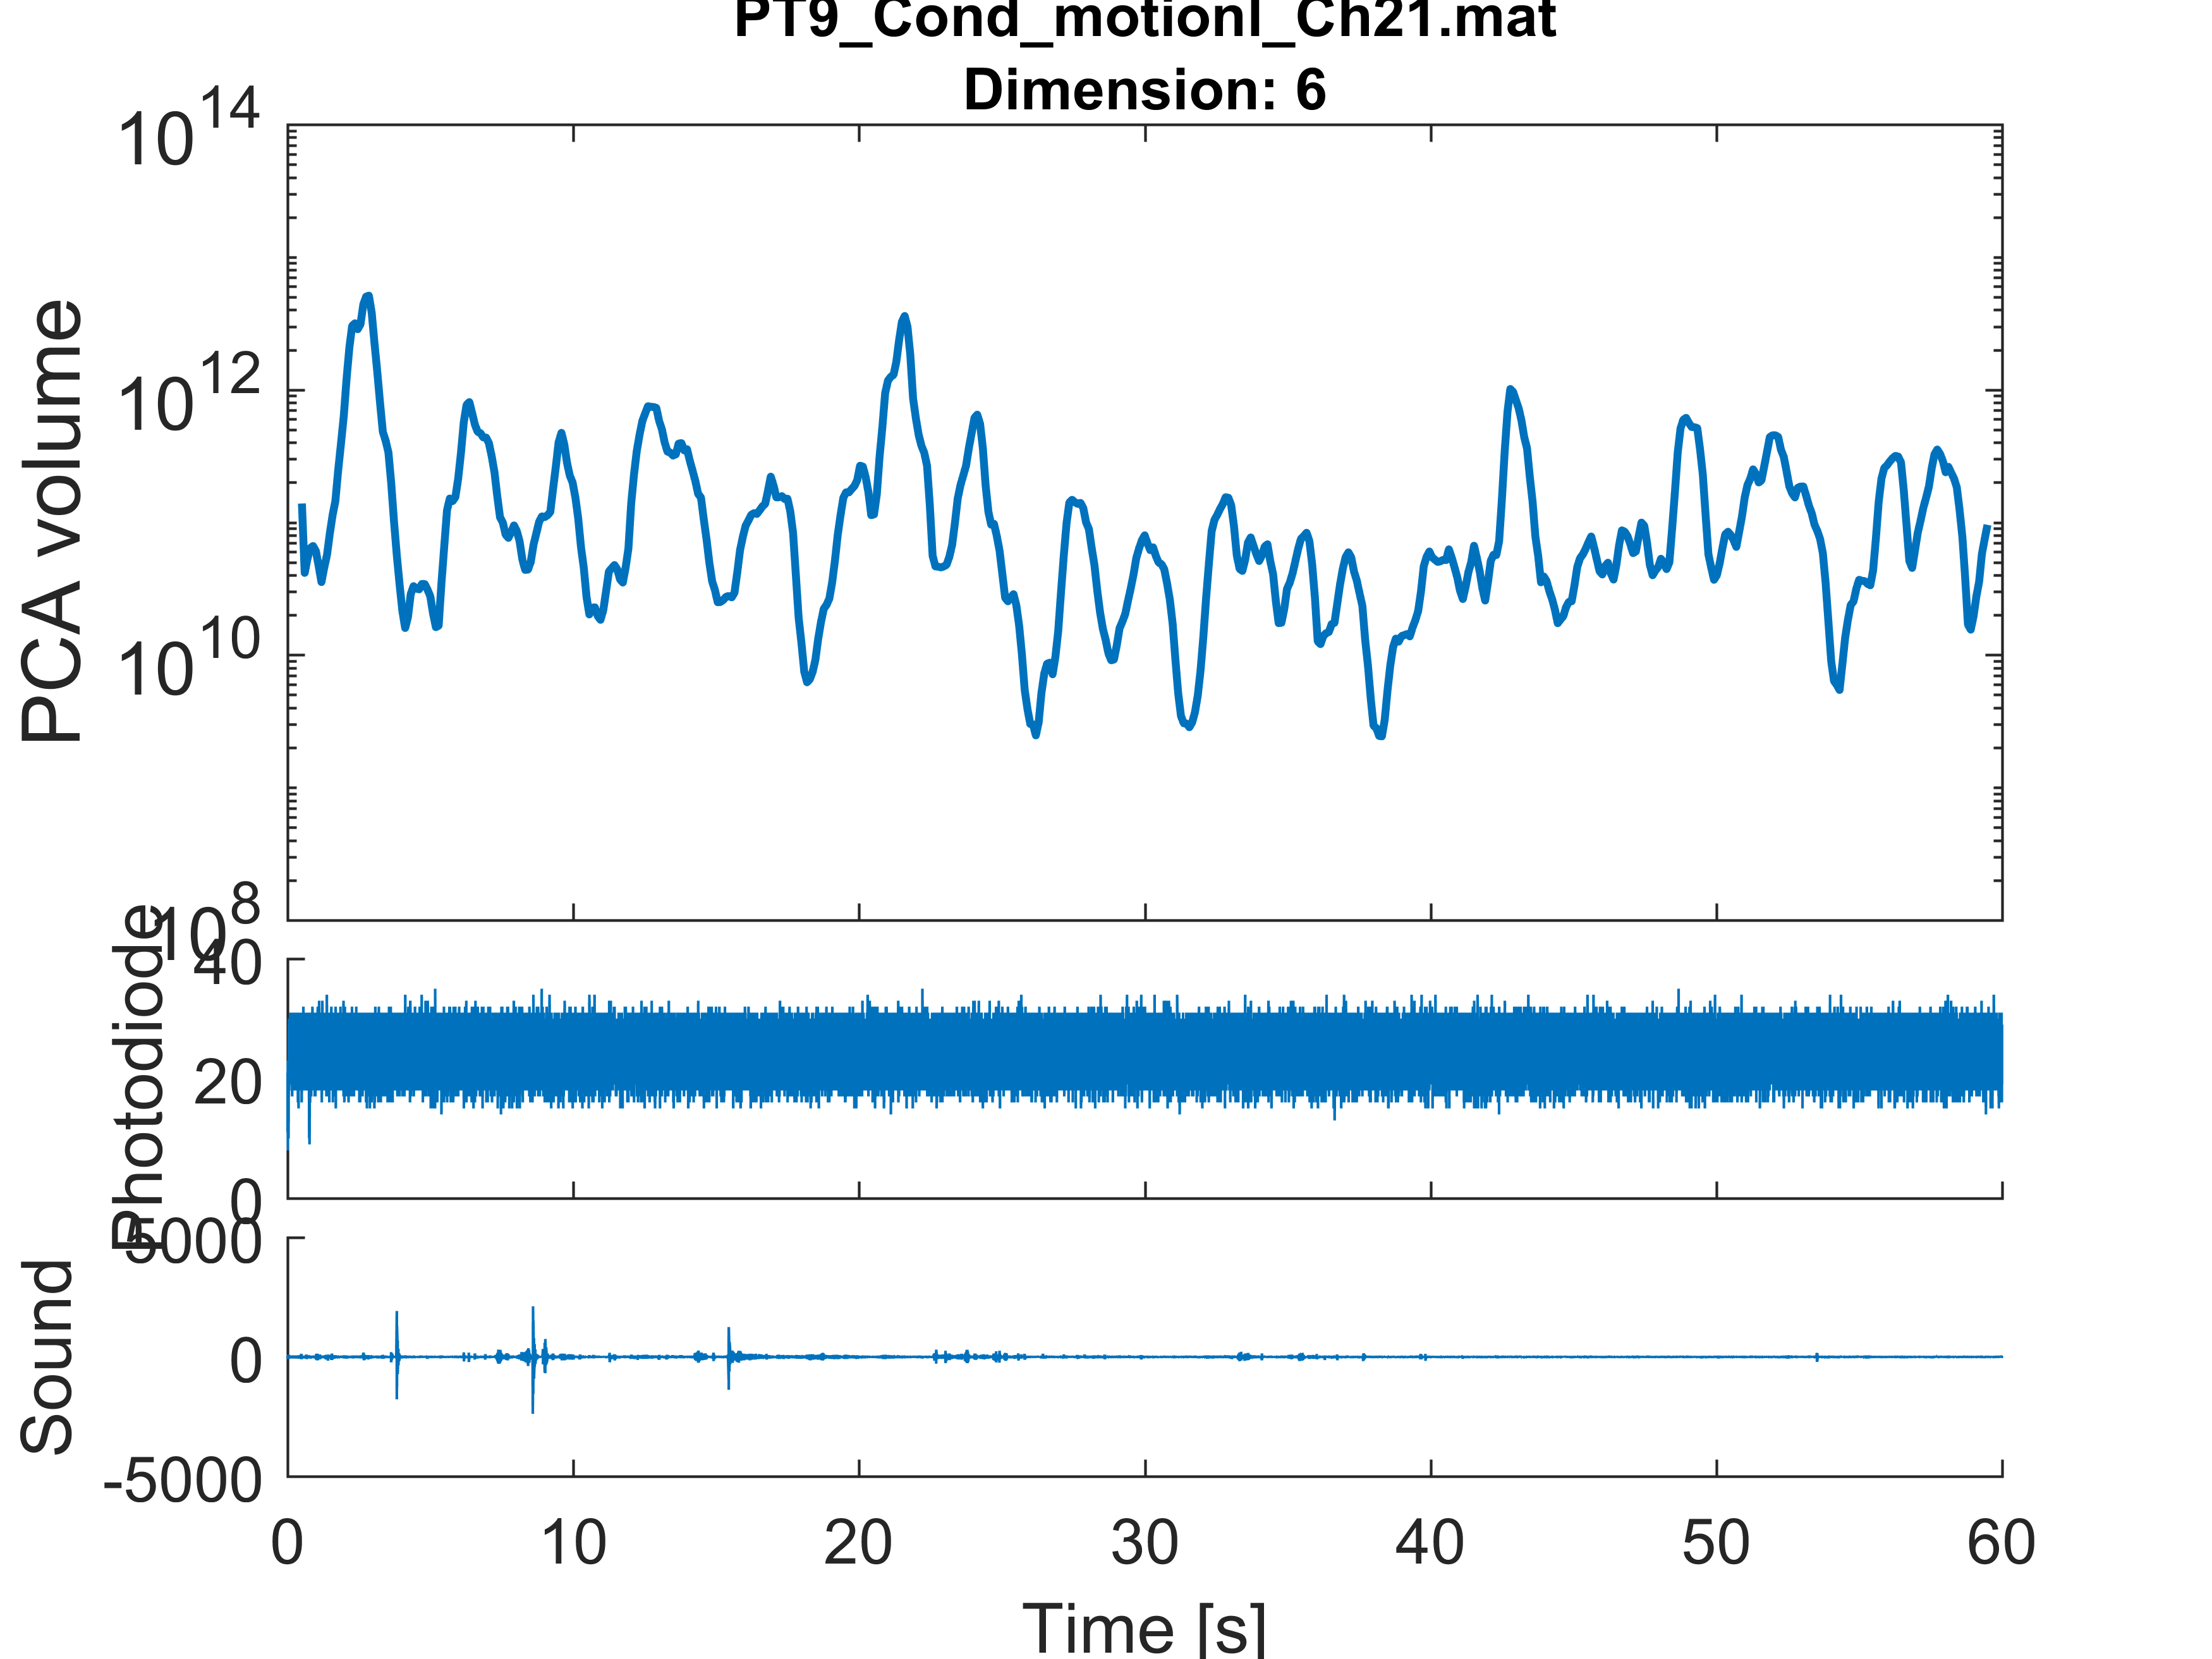 PT9_Cond_motionI_Ch21.mat
Dimension: 6
PCA volume
10^14
10^12
10^10
10^8
Photodiode
40
20
0
Sound
5000
0
-5000
0 10 20 30 40 50 60
Time [s]